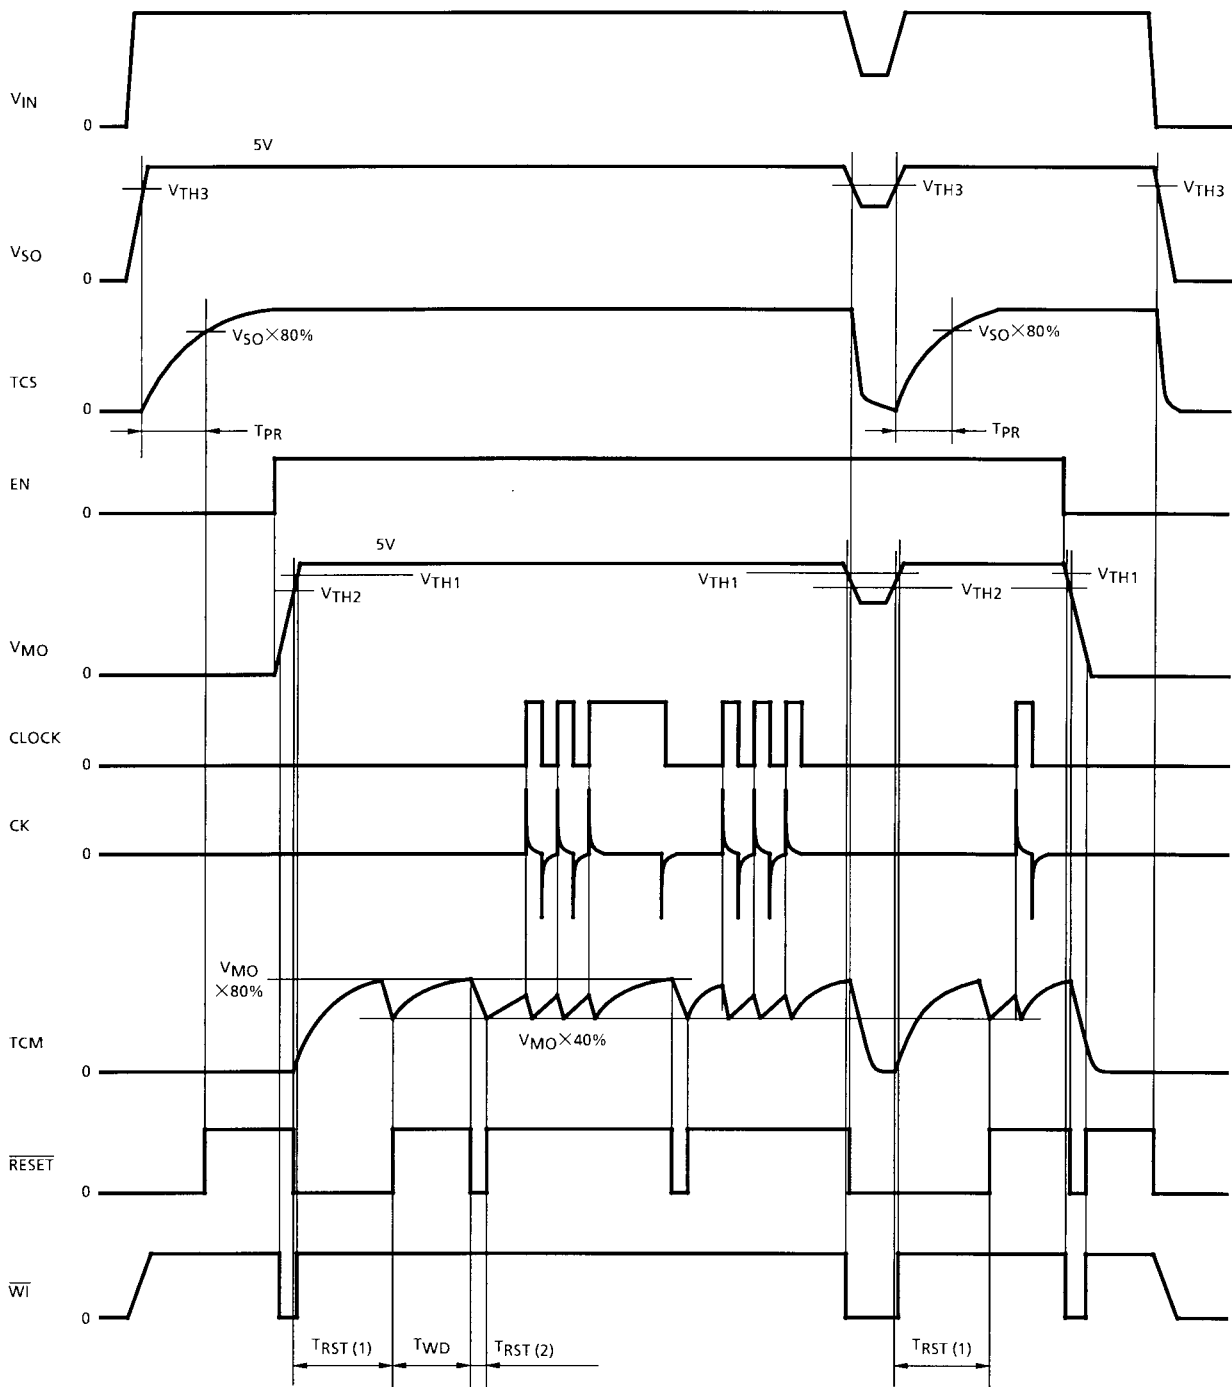 VIN
0
5V
VTH3 VTH3 VTH3
VSO
0
VSO×80% VSO×80%
TCS
0
TPR TPR
EN
0
5V
VTH1 VTH1 VTH1
VTH2 VTH2
VMO
0
CLOCK
0
CK
0
VMO
×80%
VMO×40%
TCM
0
RESET
0
WI
0
TRST (1) TWD TRST (2) TRST (1)